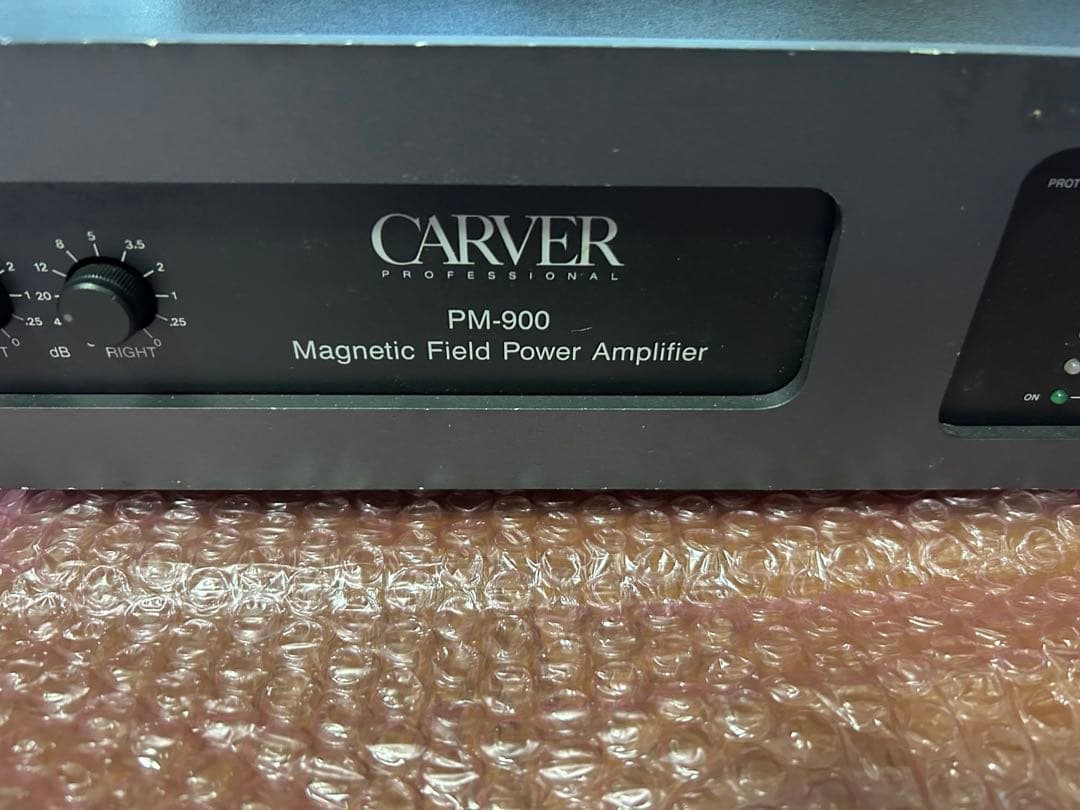 CARVER
PROFESSIONAL
PM-900
Magnetic Field Power Amplifier
8 5 3.5
2 12 2
1 20 1
.25 4 .25
0 0
dB RIGHT
ON